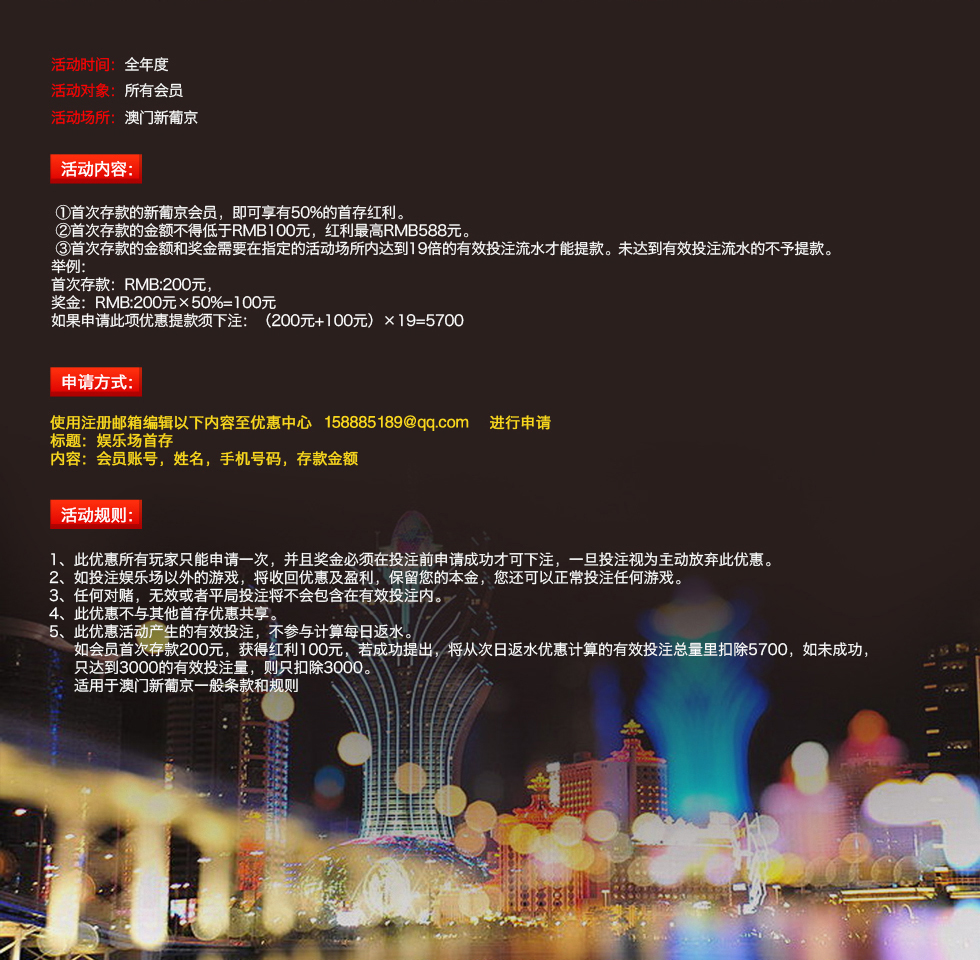 活动时间：全年度
活动对象：所有会员
活动场所：澳门新葡京
活动内容：
①首次存款的新葡京会员，即可享有50%的首存红利。
②首次存款的金额不得低于RMB100元，红利最高RMB588元。
③首次存款的金额和奖金需要在指定的活动场所内达到19倍的有效投注流水才能提款。未达到有效投注流水的不予提款。
举例：
首次存款：RMB:200元，
奖金：RMB:200元×50%=100元
如果申请此项优惠提款须下注：（200元+100元）×19=5700
申请方式：
使用注册邮箱编辑以下内容至优惠中心 158885189@qq.com 进行申请
标题：娱乐场首存
内容：会员账号，姓名，手机号码，存款金额
活动规则：
1、此优惠所有玩家只能申请一次，并且奖金必须在投注前申请成功才可下注，一旦投注视为主动放弃此优惠。
2、如投注娱乐场以外的游戏，将收回优惠及盈利，保留您的本金，您还可以正常投注任何游戏。
3、任何对赌，无效或者平局投注将不会包含在有效投注内。
4、此优惠不与其他首存优惠共享。
5、此优惠活动产生的有效投注，不参与计算每日返水。
如会员首次存款200元，获得红利100元，若成功提出，将从次日返水优惠计算的有效投注总量里扣除5700，如未成功，
只达到3000的有效投注量，则只扣除3000。
适用于澳门新葡京一般条款和规则